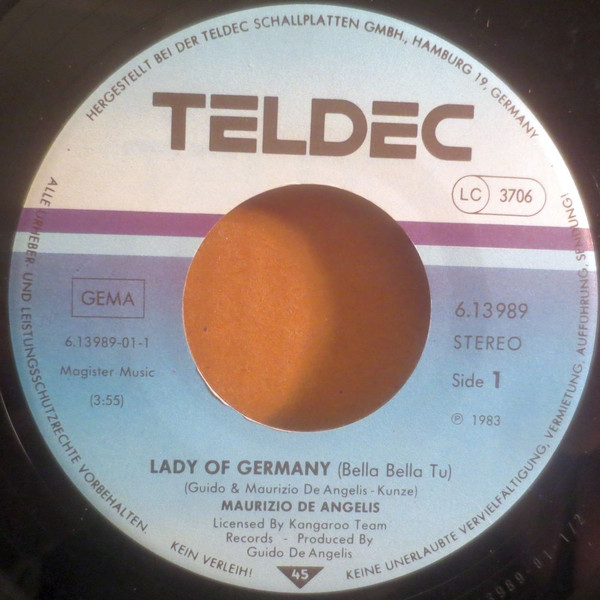 HERGESTELLT BEI DER TELDEC SCHALLPLATTEN GMBH., HAMBURG 19, GERMANY
TELDEC
LC 3706
GEMA
6.13989-01-1
Magister Music
(3:55)
6.13989
STEREO
Side 1
℗ 1983
LADY OF GERMANY (Bella Bella Tu)
(Guido & Maurizio De Angelis - Kunze)
MAURIZIO DE ANGELIS
Licensed By Kangaroo Team
Records - Produced By
Guido De Angelis
45
ALLE URHEBER- UND LEISTUNGSSCHUTZRECHTE VORBEHALTEN.
KEIN VERLEIH! KEINE UNERLAUBTE VERVIELFALTIGUNG, VERMIETUNG, AUFFUHRUNG, SENDUNG!